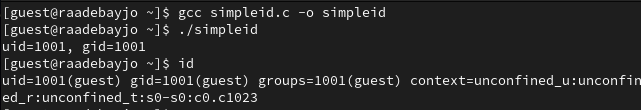 [guest@raadebayjo ~]$ gcc simpleid.c -o simpleid
[guest@raadebayjo ~]$ ./simpleid
uid=1001, gid=1001
[guest@raadebayjo ~]$ id
uid=1001(guest) gid=1001(guest) groups=1001(guest) context=unconfined_u:unconfin
ed_r:unconfined_t:s0-s0:c0.c1023